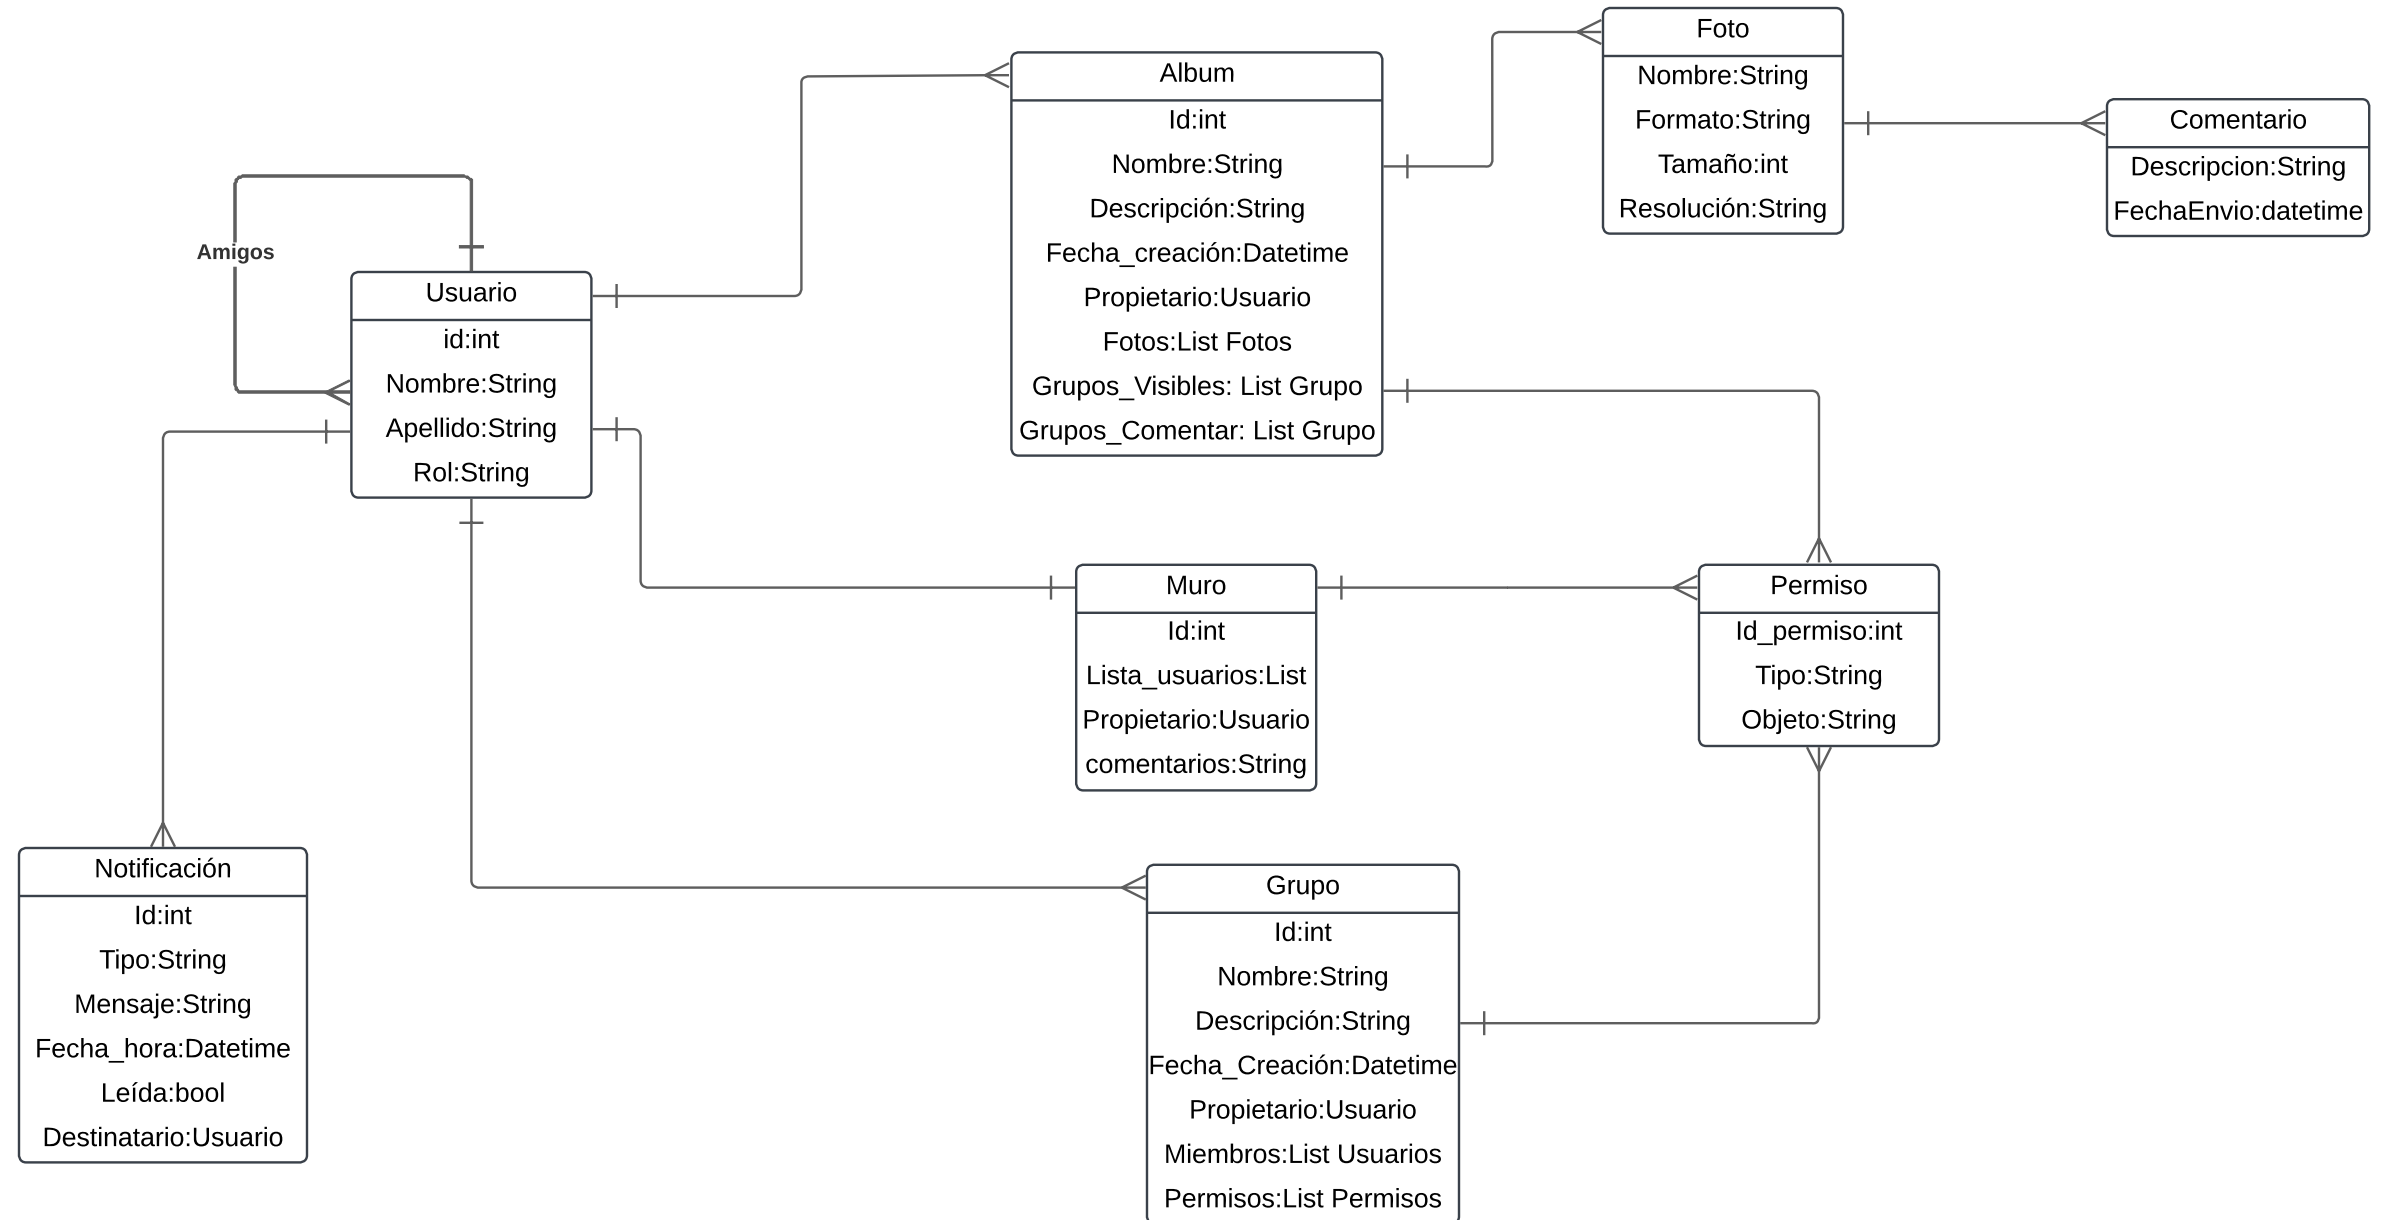 Foto
Nombre:String
Formato:String
Tamaño:int
Resolución:String
Album
Id:int
Nombre:String
Descripción:String
Fecha_creación:Datetime
Propietario:Usuario
Fotos:List Fotos
Grupos_Visibles: List Grupo
Grupos_Comentar: List Grupo
Comentario
Descripcion:String
FechaEnvio:datetime
Amigos
Usuario
id:int
Nombre:String
Apellido:String
Rol:String
Muro
Id:int
Lista_usuarios:List
Propietario:Usuario
comentarios:String
Permiso
Id_permiso:int
Tipo:String
Objeto:String
Notificación
Id:int
Tipo:String
Mensaje:String
Fecha_hora:Datetime
Leída:bool
Destinatario:Usuario
Grupo
Id:int
Nombre:String
Descripción:String
Fecha_Creación:Datetime
Propietario:Usuario
Miembros:List Usuarios
Permisos:List Permisos